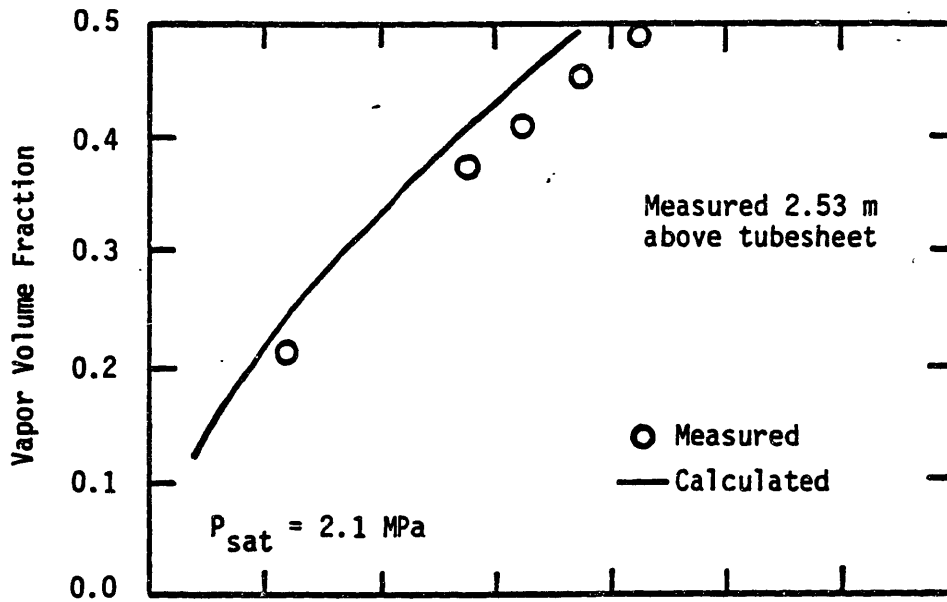 0.5
0.4
0.3
0.2
0.1
0.0
Vapor Volume Fraction
Measured 2.53 m
above tubesheet
Measured
Calculated
Psat = 2.1 MPa